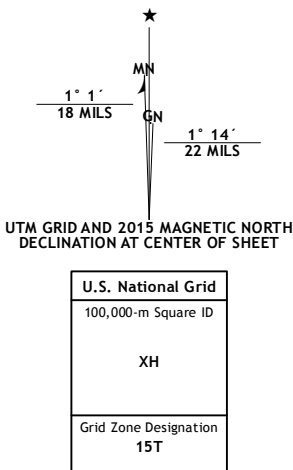 ★
MN
1° 1´
18 MILS
GN
1° 14´
22 MILS
UTM GRID AND 2015 MAGNETIC NORTH
DECLINATION AT CENTER OF SHEET
U.S. National Grid
100,000-m Square ID
XH
Grid Zone Designation
15T